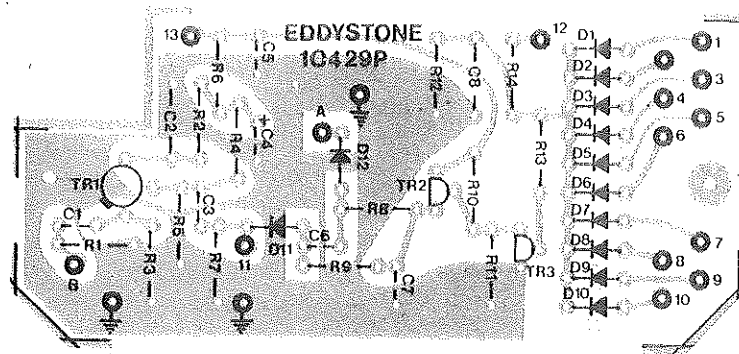 EDDYSTONE
10429P
13
12
R6
C5
R12
C8
R14
D1
D2
D3
D4
D5
D6
D7
D8
D9
D10
1
3
4
5
6
7
8
9
10
A
C2
R2
R4
C4
+
D12
TR1
TR2
R10
R13
C1
R1
B
R3
R5
C3
R7
11
D11
C6
R8
R9
C7
R11
TR3